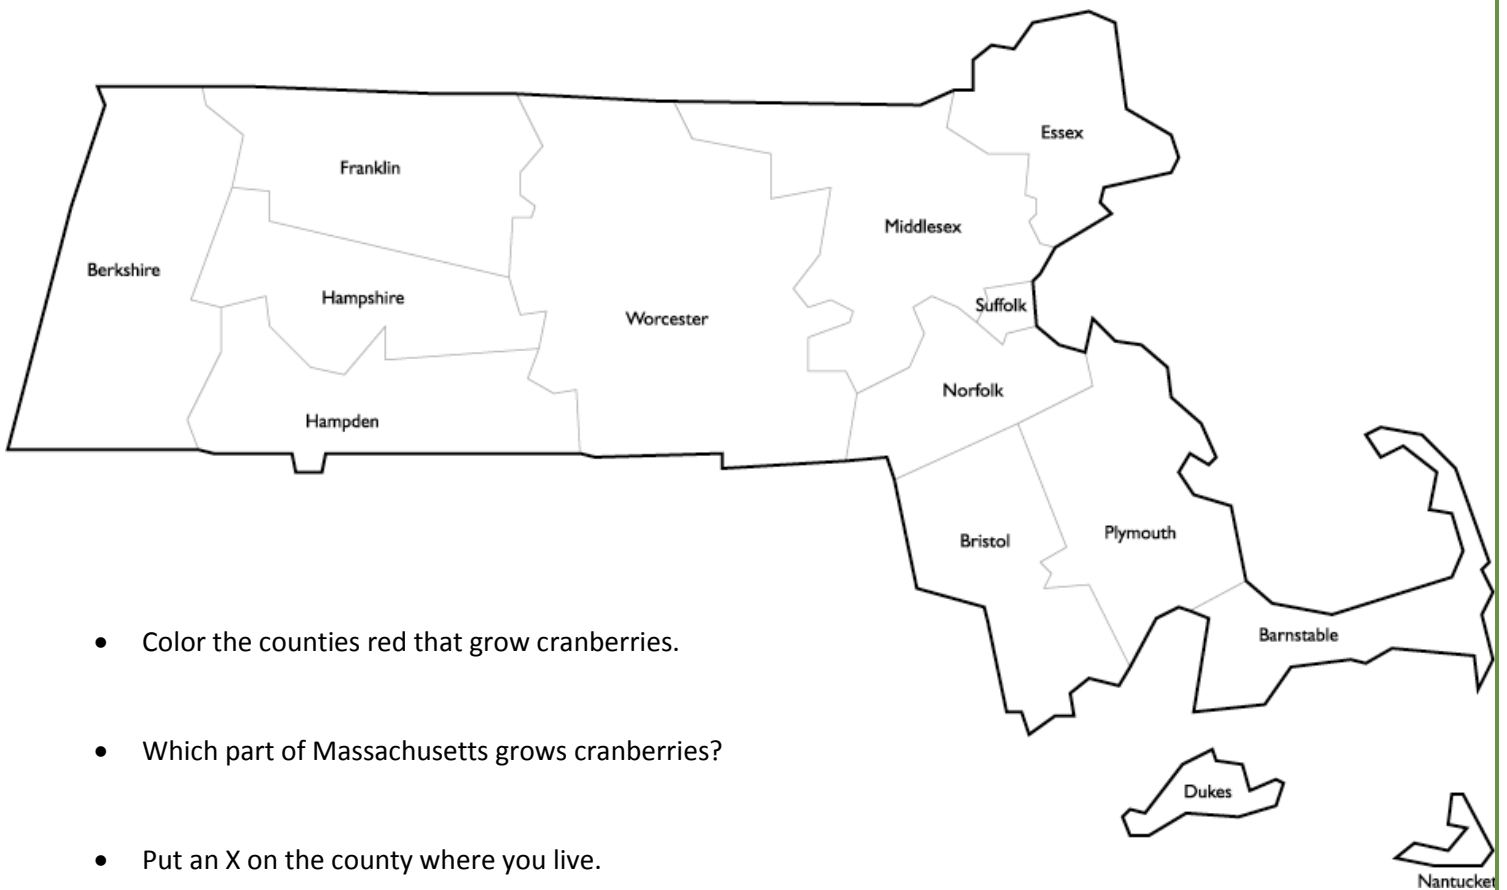 Essex
Franklin
Middlesex
Berkshire
Hampshire
Suffolk
Worcester
Norfolk
Hampden
Plymouth
Bristol
Barnstable
• Color the counties red that grow cranberries.
• Which part of Massachusetts grows cranberries?
Dukes
• Put an X on the county where you live.
Nantucket